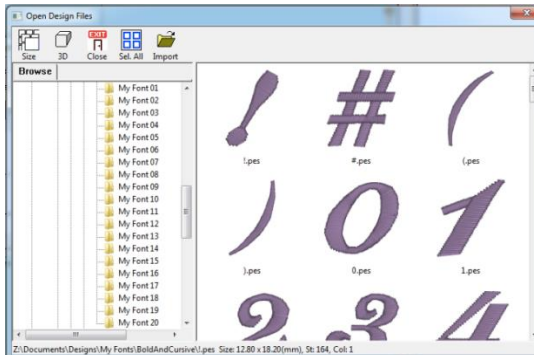 Open Design Files
EXIT
Size 3D Close Sel. All Import
Browse
My Font 01
My Font 02
My Font 03
My Font 04
My Font 05
My Font 06
My Font 07
My Font 08
My Font 09
My Font 10
My Font 11
My Font 12
My Font 13
My Font 14
My Font 15
My Font 16
My Font 17
My Font 18
My Font 19
My Font 20
! # (
!.pes #.pes (.pes
) 0 1
).pes 0.pes 1.pes
2 3 4
Z:\Documents\Designs\My Fonts\BoldAndCursive\!.pes Size: 12.80 x 18.20(mm), St: 164, Col: 1